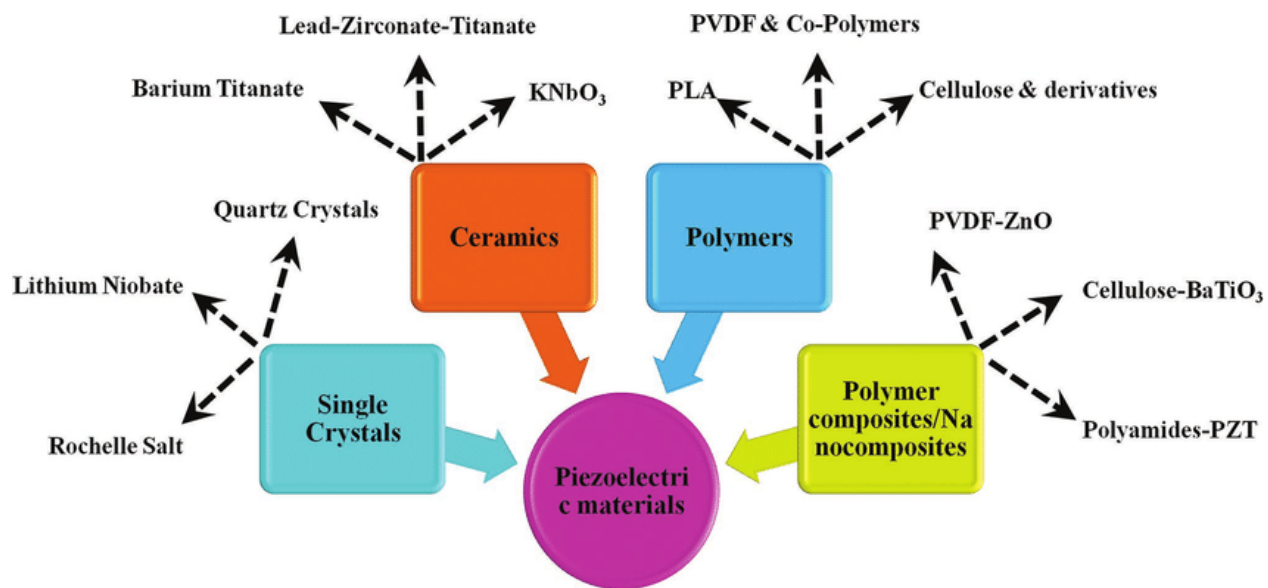 Lead-Zirconate-Titanate
PVDF & Co-Polymers
Barium Titanate
KNbO₃
PLA
Cellulose & derivatives
Quartz Crystals
Ceramics
Polymers
PVDF-ZnO
Lithium Niobate
Cellulose-BaTiO₃
Single
Crystals
Polymer
composites/Na
nocomposites
Rochelle Salt
Polyamides-PZT
Piezoelectri
c materials